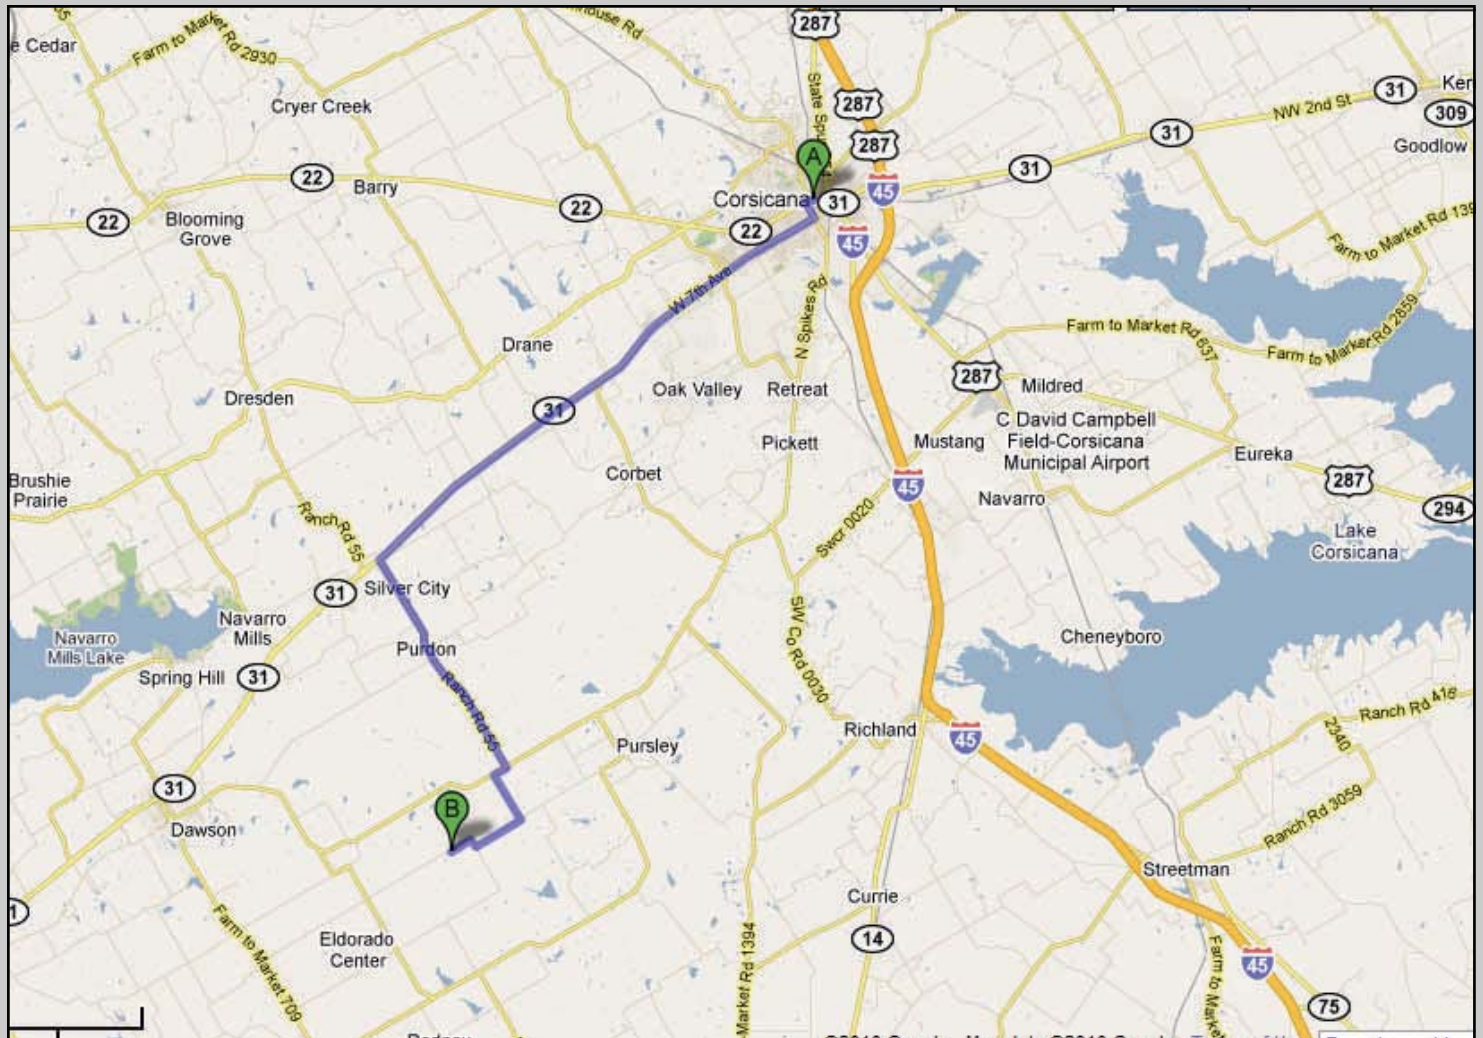 287
e Cedar
Farm to Market Rd 2930
287
31
Ker
Cryer Creek
State Spu
NW 2nd St
309
287
31
Goodlow
A
31
22
Barry
45
22
Corsicana
31
22
Blooming
Grove
22
45
Farm to Market Rd 139
W 7th Ave
N Spikes Rd
Farm to Market Rd 637
Farm to Market Rd 2859
Drane
287
Mildred
Dresden
31
Oak Valley
Retreat
C David Campbell
Field-Corsicana
Municipal Airport
Pickett
Mustang
Eureka
Brushie
Prairie
Corbet
45
287
Navarro
294
Ranch Rd 55
Swcr 0020
Lake
Corsicana
31
Silver City
Navarro
Mills
SW Co Rd 0030
Navarro
Mills Lake
Purdon
Cheneyboro
Spring Hill
31
Ranch Rd 55
Ranch Rd 416
Pursley
Richland
45
2340
31
B
Ranch Rd 3059
Dawson
Streetman
Currie
1
Farm to Market 709
Eldorado
Center
Market Rd 1394
14
Farm to Marke
45
75